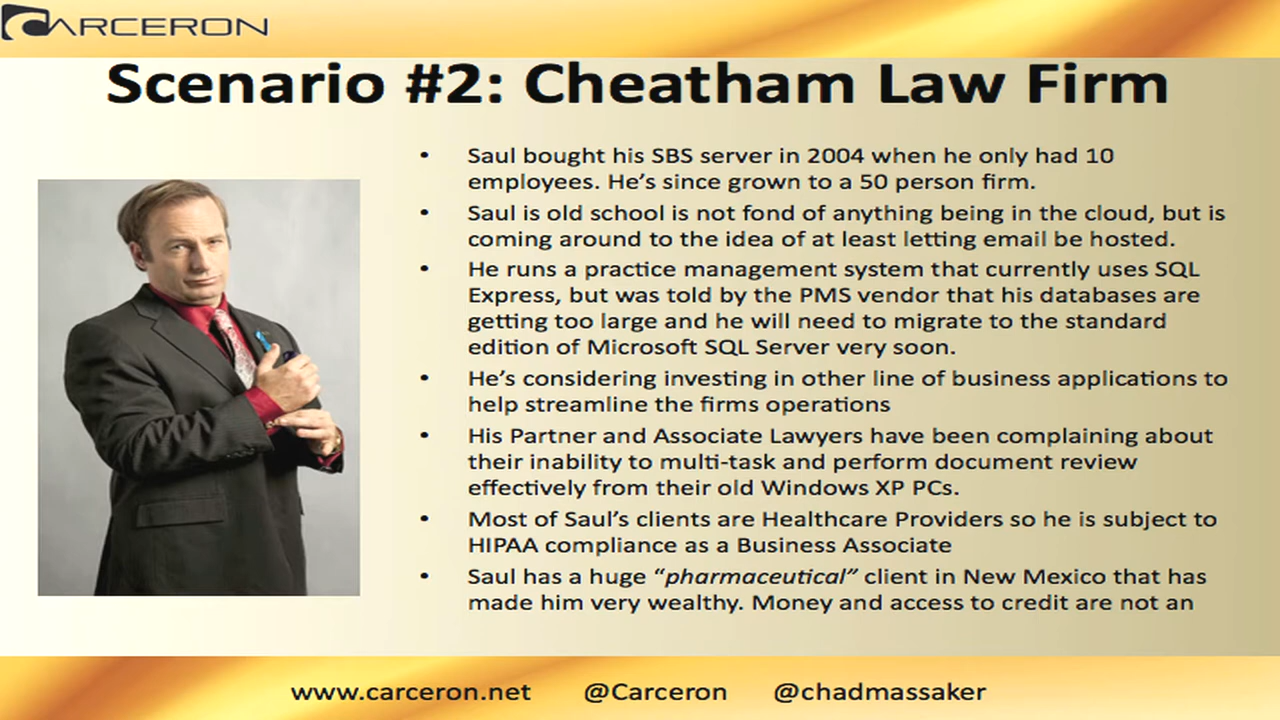 CARCERON
Scenario #2: Cheatham Law Firm
• Saul bought his SBS server in 2004 when he only had 10
employees. He's since grown to a 50 person firm.
• Saul is old school is not fond of anything being in the cloud, but is
coming around to the idea of at least letting email be hosted.
• He runs a practice management system that currently uses SQL
Express, but was told by the PMS vendor that his databases are
getting too large and he will need to migrate to the standard
edition of Microsoft SQL Server very soon.
• He's considering investing in other line of business applications to
help streamline the firms operations
• His Partner and Associate Lawyers have been complaining about
their inability to multi-task and perform document review
effectively from their old Windows XP PCs.
• Most of Saul's clients are Healthcare Providers so he is subject to
HIPAA compliance as a Business Associate
• Saul has a huge “pharmaceutical” client in New Mexico that has
made him very wealthy. Money and access to credit are not an
www.carceron.net @Carceron @chadmassaker